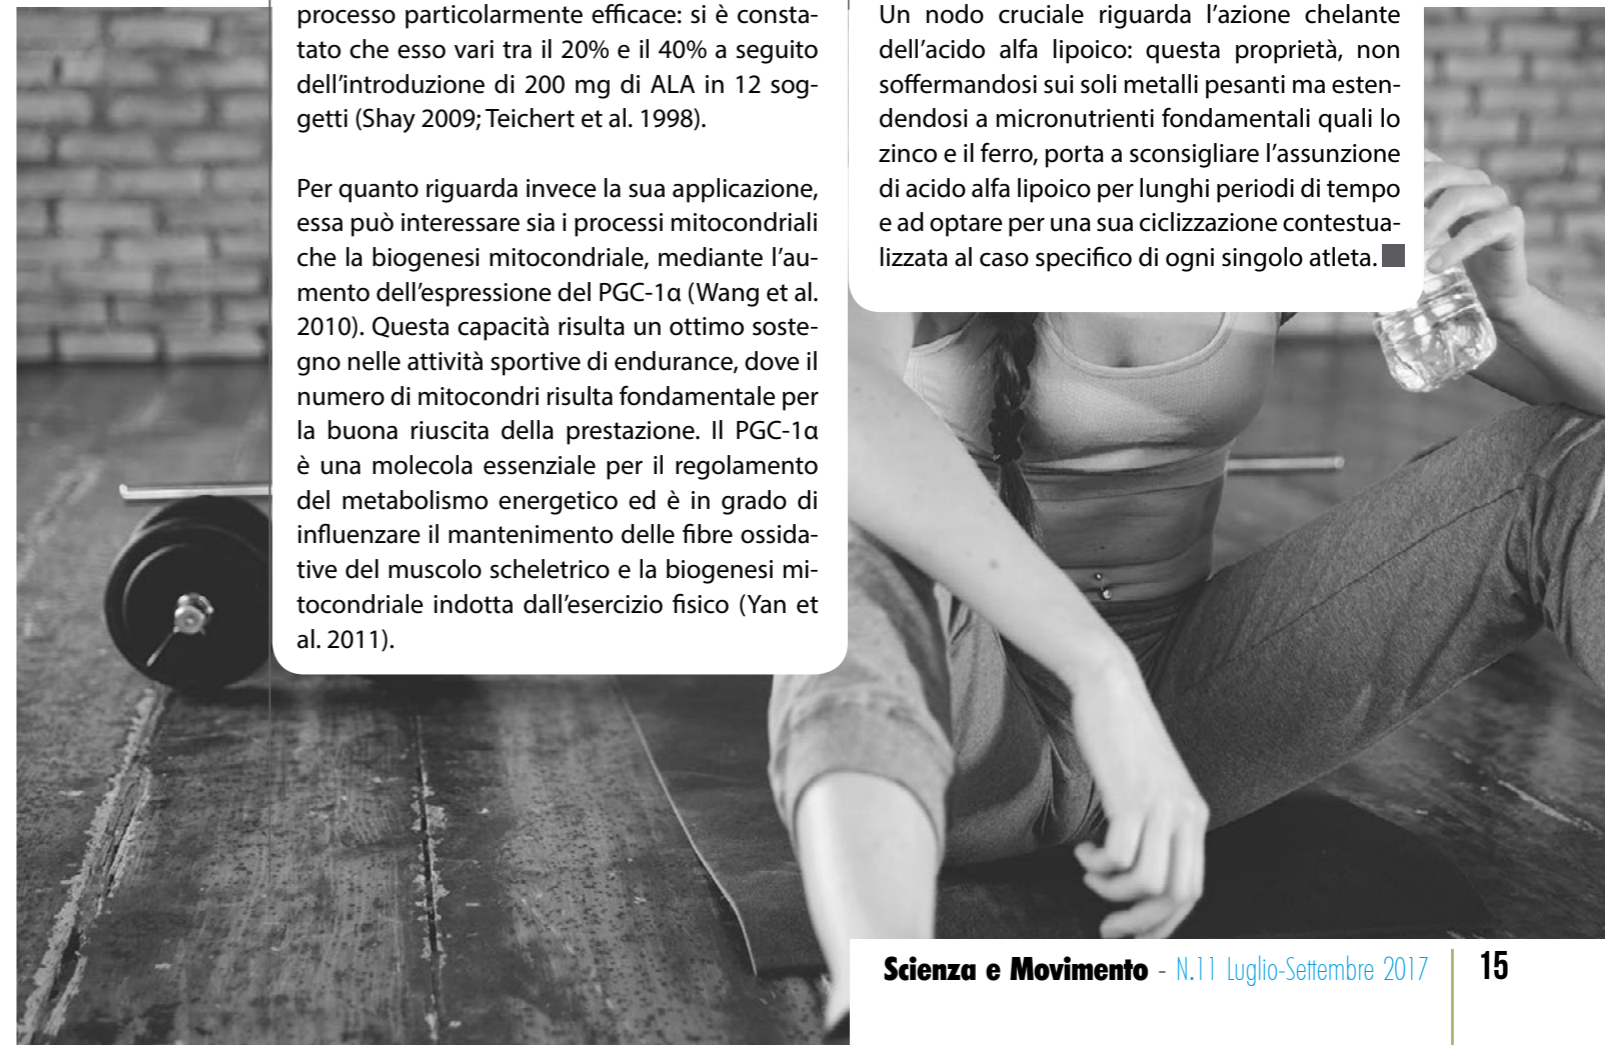 processo particolarmente efficace: si è consta-
tato che esso vari tra il 20% e il 40% a seguito
dell’introduzione di 200 mg di ALA in 12 sog-
getti (Shay 2009; Teichert et al. 1998).
Per quanto riguarda invece la sua applicazione,
essa può interessare sia i processi mitocondriali
che la biogenesi mitocondriale, mediante l’au-
mento dell’espressione del PGC-1α (Wang et al.
2010). Questa capacità risulta un ottimo soste-
gno nelle attività sportive di endurance, dove il
numero di mitocondri risulta fondamentale per
la buona riuscita della prestazione. Il PGC-1α
è una molecola essenziale per il regolamento
del metabolismo energetico ed è in grado di
influenzare il mantenimento delle fibre ossida-
tive del muscolo scheletrico e la biogenesi mi-
tocondriale indotta dall’esercizio fisico (Yan et
al. 2011).
Un nodo cruciale riguarda l’azione chelante
dell’acido alfa lipoico: questa proprietà, non
soffermandosi sui soli metalli pesanti ma esten-
dendosi a micronutrienti fondamentali quali lo
zinco e il ferro, porta a sconsigliare l’assunzione
di acido alfa lipoico per lunghi periodi di tempo
e ad optare per una sua ciclizzazione contestua-
lizzata al caso specifico di ogni singolo atleta.
Scienza e Movimento - N.11 Luglio-Settembre 2017 15